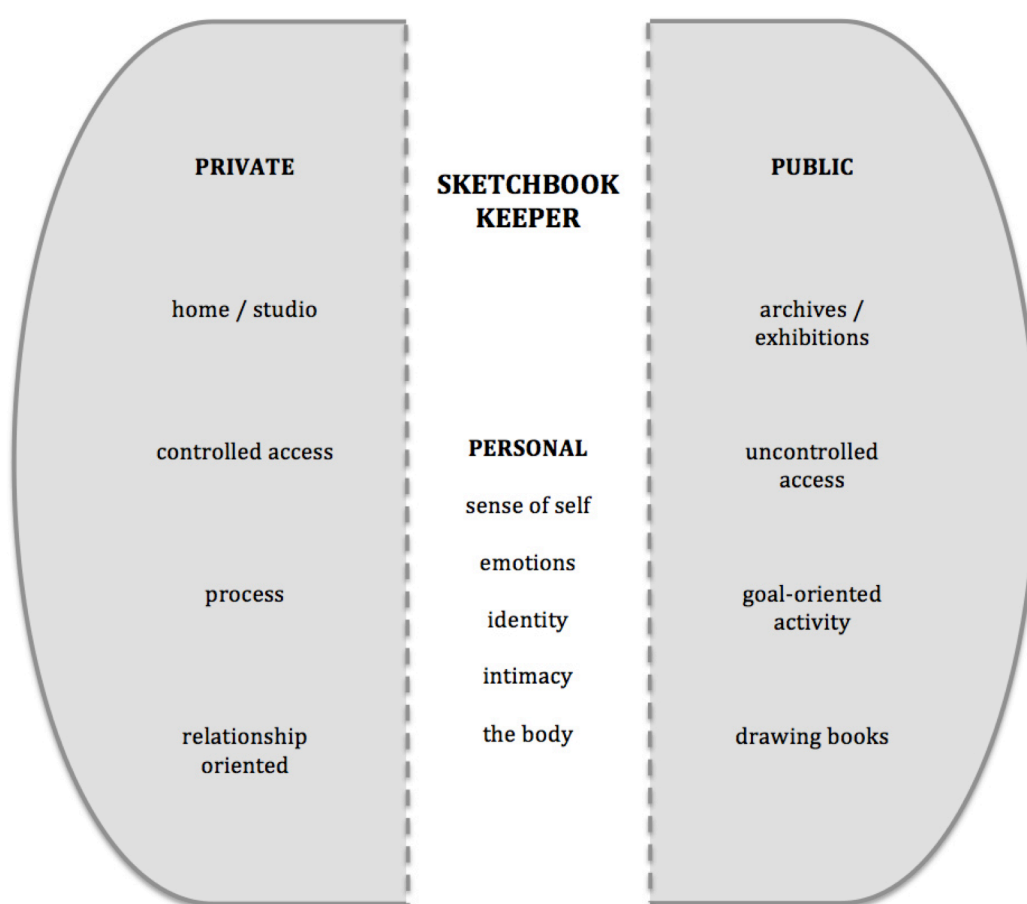 PRIVATE
home / studio
controlled access
process
relationship
oriented
SKETCHBOOK
KEEPER
PERSONAL
sense of self
emotions
identity
intimacy
the body
PUBLIC
archives /
exhibitions
uncontrolled
access
goal-oriented
activity
drawing books